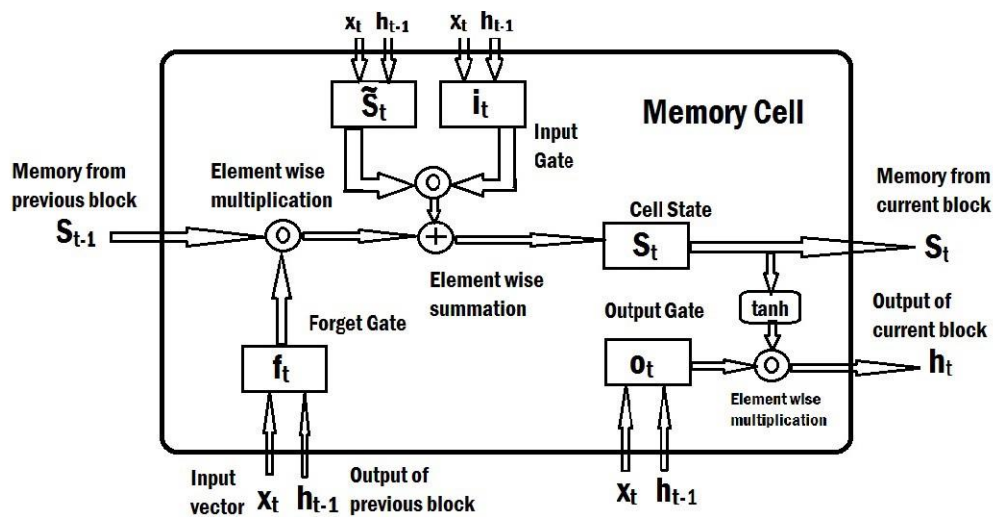 xₜ hₜ₋₁ xₜ hₜ₋₁
S̃ₜ iₜ
Memory Cell
Input
Gate
Memory from
previous block
Sₜ₋₁
Element wise
multiplication
O
O
+
Element wise
summation
Cell State
Sₜ
Memory from
current block
Sₜ
Forget Gate
fₜ
Output Gate
oₜ
tanh
O
Element wise
multiplication
Output of
current block
hₜ
Input
vector xₜ
hₜ₋₁ Output of
previous block
xₜ hₜ₋₁